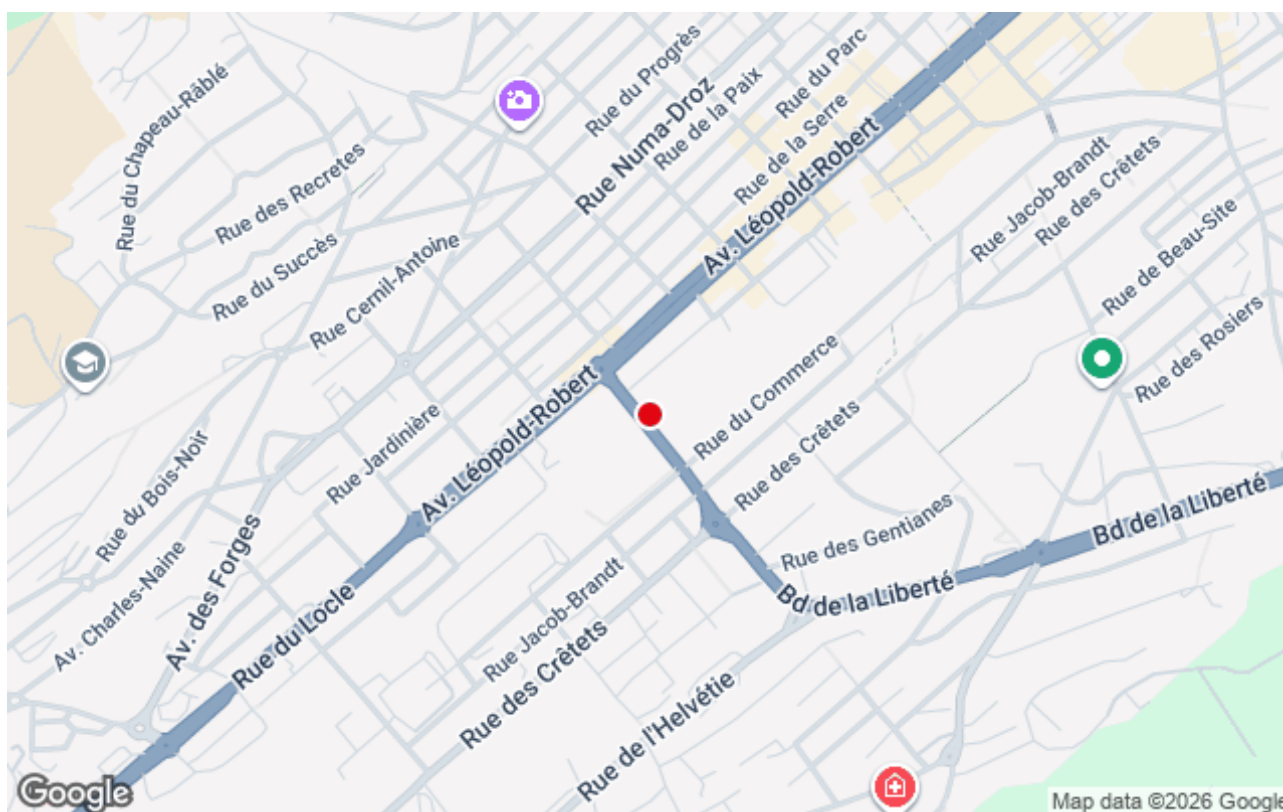 Rue du Progrès
Rue du Parc
Rue du Chapeau-Râblé
Rue Numa-Droz
Rue de la Paix
Rue de la Serre
Av. Léopold-Robert
Rue des Recretes
Rue Jacob-Brandt
Rue des Crêtets
Rue du Succès
Rue Cernil-Antoine
Rue de Beau-Site
Rue des Rosiers
Rue du Commerce
Av. Léopold-Robert
Rue Jardinière
Rue des Crêtets
Rue du Bois-Noir
Rue des Gentianes
Bd de la Liberté
Av. Charles-Naine
Av. des Forges
Bd de la Liberté
Rue du Locle
Rue Jacob-Brandt
Rue des Crêtets
Rue de l'Helvétie
Google
Map data ©2026 Google